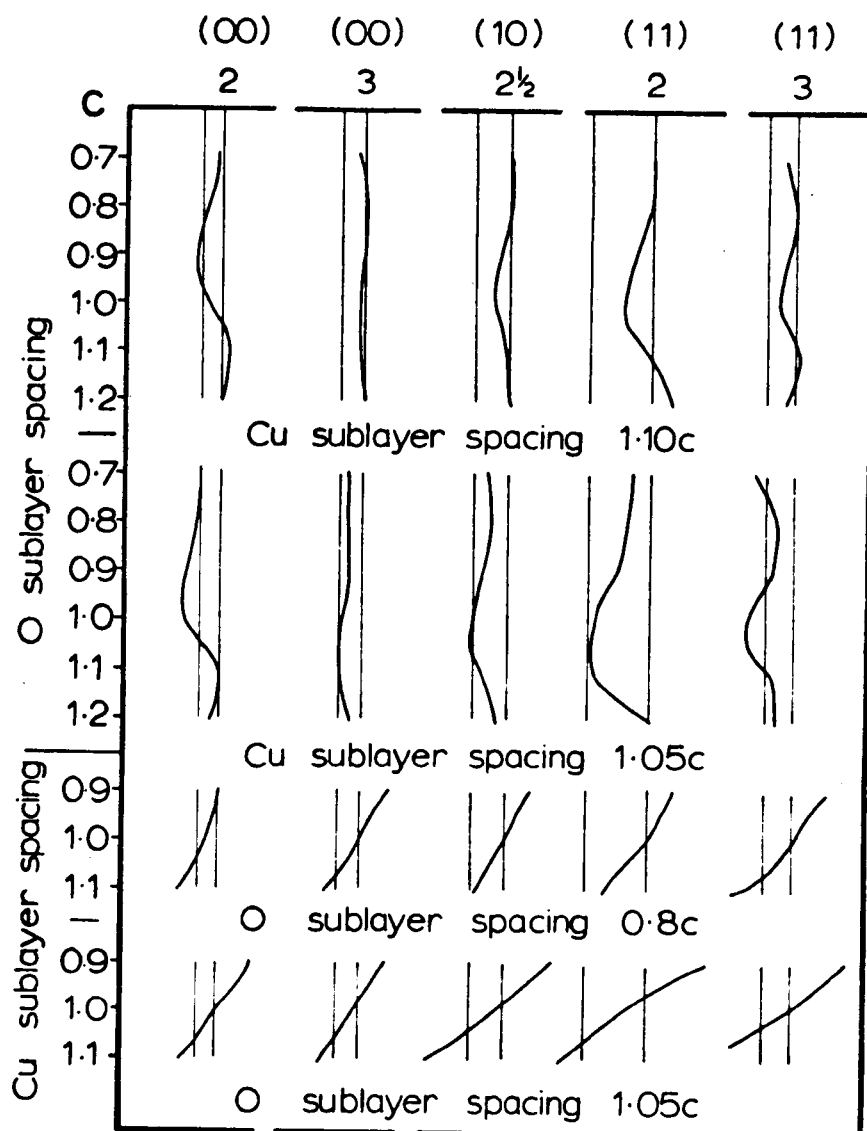 (00) (00) (10) (11) (11)
C 2 3 2½ 2 3
0·7
0·8
0·9
1·0
1·1
1·2
Cu sublayer spacing 1·10c
0·7
0·8
0·9
1·0
1·1
1·2
O sublayer spacing
Cu sublayer spacing 1·05c
0·9
1·0
1·1
O sublayer spacing 0·8c
0·9
1·0
1·1
Cu sublayer spacing
O sublayer spacing 1·05c